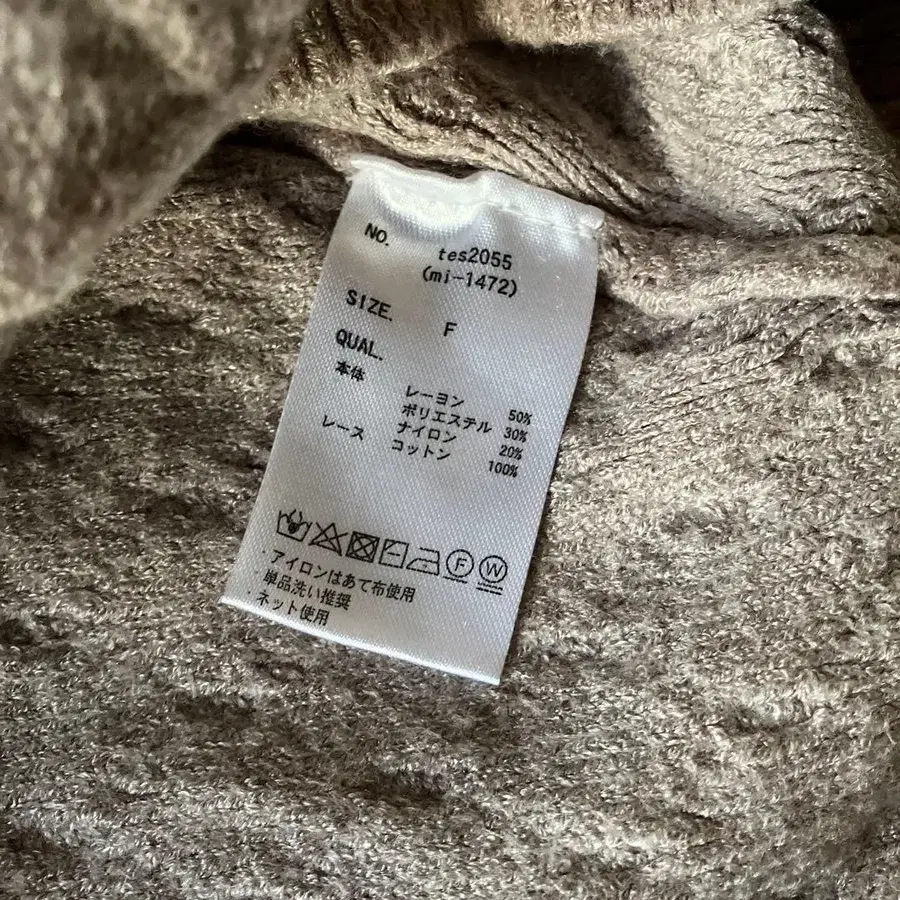 NO. tes2055
(mi-1472)
SIZE. F
QUAL.
本体 レーヨン 50%
ポリエステル 30%
ナイロン 20%
レース コットン 100%
F W
・アイロンはあて布使用
・単品洗い推奨
・ネット使用